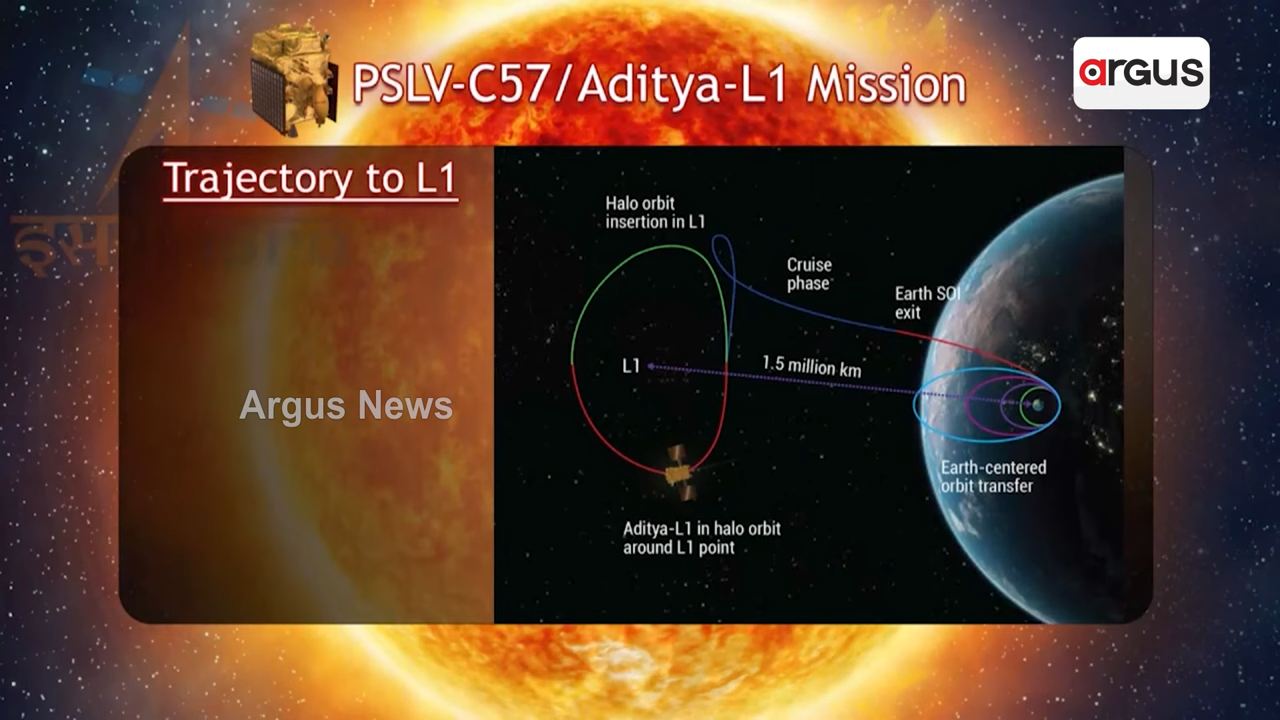 PSLV-C57/Aditya-L1 Mission
argus
Trajectory to L1
इस
Halo orbit
insertion in L1
Cruise
phase
Earth SOI
exit
L1
1.5 million km
Argus News
Earth-centered
orbit transfer
Aditya-L1 in halo orbit
around L1 point